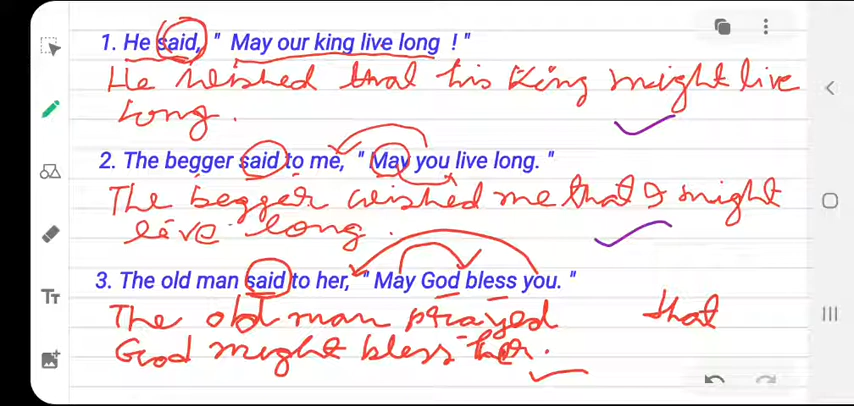 1. He said, " May our king live long ! "
He wished that his king might live
long.
2. The begger said to me, " May you live long. "
The begger wished me that I might
live long.
3. The old man said to her, " May God bless you. "
The old man prayed that
God might bless her.
Tт